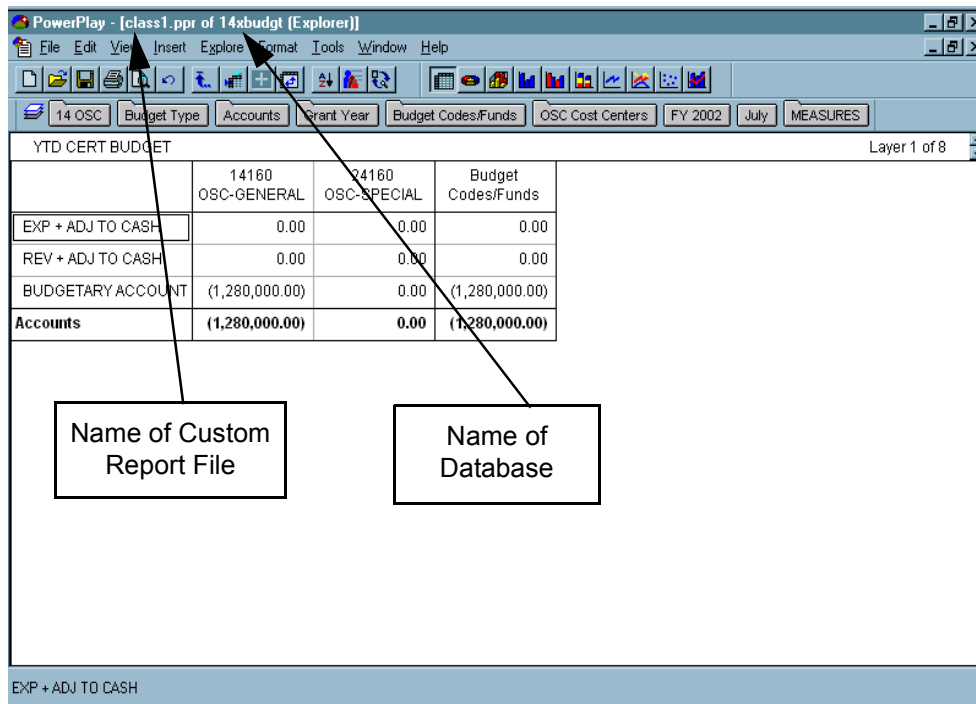 PowerPlay - [class1.ppr of 14xbudgt (Explorer)]
File Edit View Insert Explore Format Tools Window Help
14 OSC Budget Type Accounts Grant Year Budget Codes/Funds OSC Cost Centers FY 2002 July MEASURES
YTD CERT BUDGET Layer 1 of 8
14160 24160 Budget
OSC-GENERAL OSC-SPECIAL Codes/Funds
EXP + ADJ TO CASH 0.00 0.00 0.00
REV + ADJ TO CASH 0.00 0.00 0.00
BUDGETARY ACCOUNT (1,280,000.00) 0.00 (1,280,000.00)
Accounts (1,280,000.00) 0.00 (1,280,000.00)
Name of Custom
Report File
Name of
Database
EXP + ADJ TO CASH